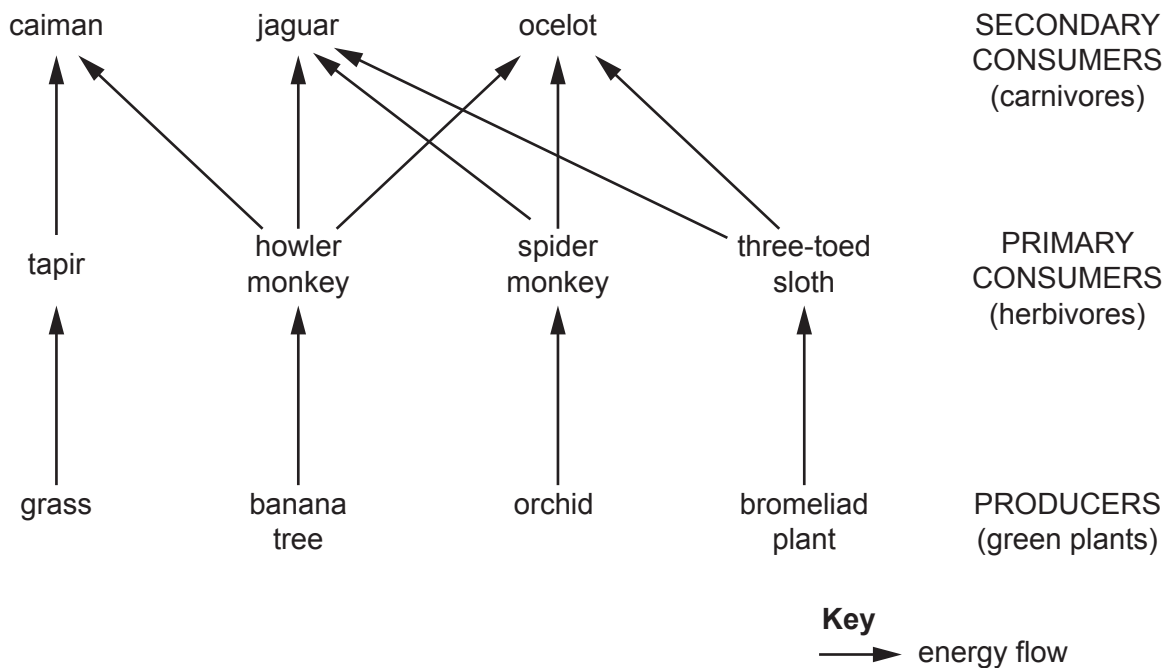 caiman
jaguar
ocelot
SECONDARY
CONSUMERS
(carnivores)
tapir
howler
monkey
spider
monkey
three-toed
sloth
PRIMARY
CONSUMERS
(herbivores)
grass
banana
tree
orchid
bromeliad
plant
PRODUCERS
(green plants)
Key
energy flow